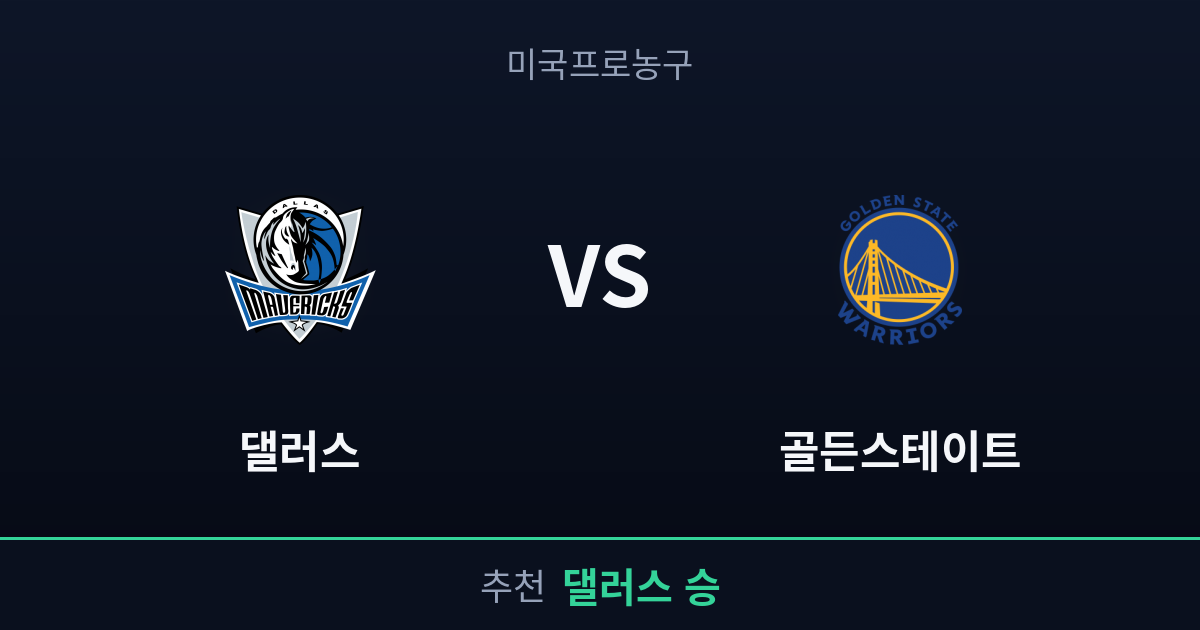 미국프로농구
DALLAS
MAVERICKS
VS
GOLDEN STATE
WARRIORS
댈러스
골든스테이트
추천 댈러스 승